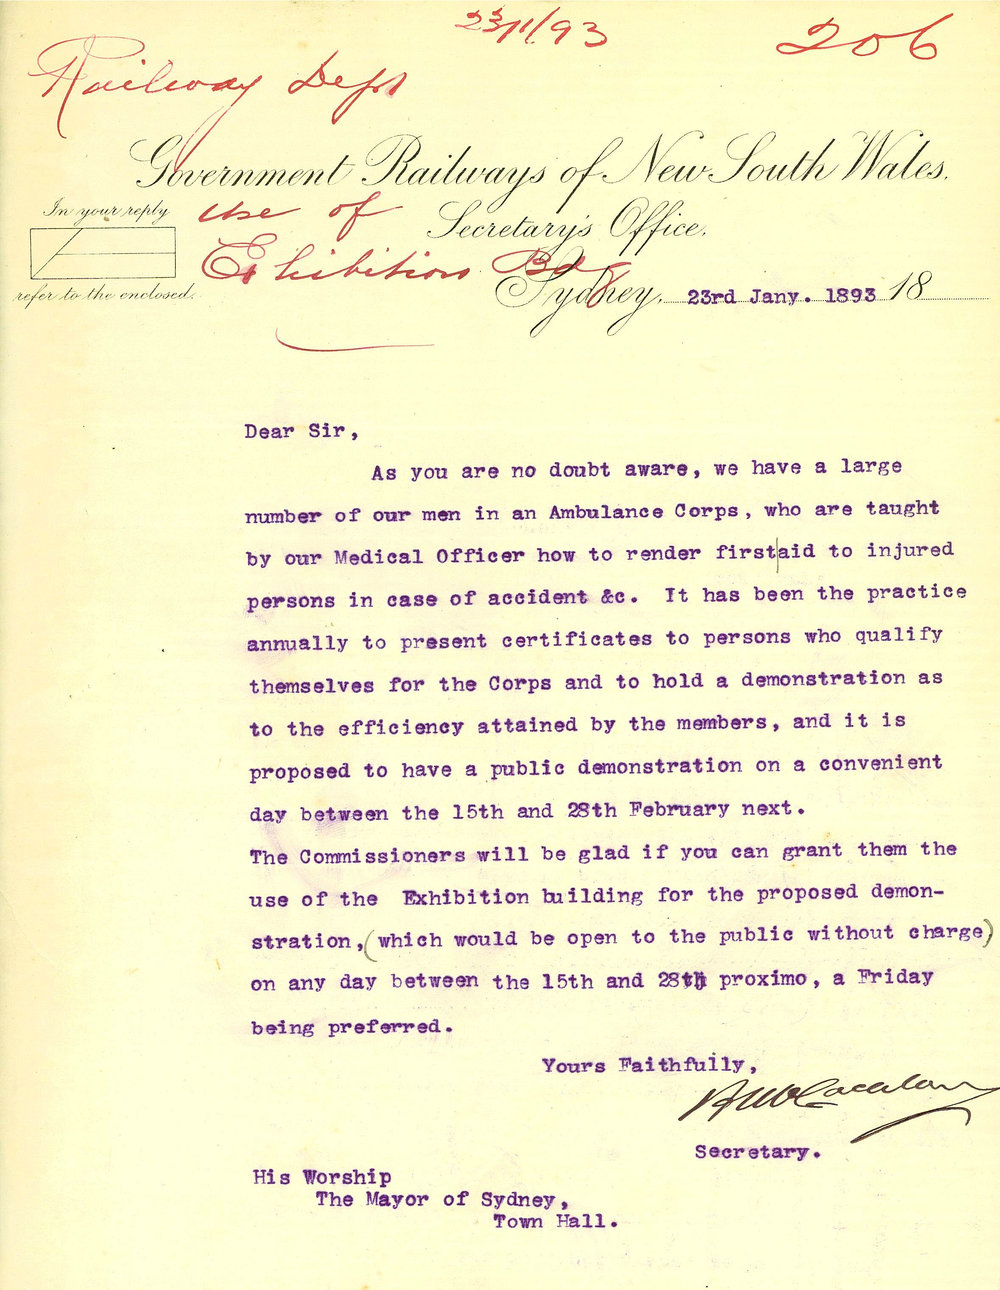 23/1/93
206
Railway Dept
Government Railways of New South Wales.
In your reply
use of
Secretary's Office,
Exhibition Bdg
refer to the enclosed.
Sydney, 23rd Jany. 1893 18
Dear Sir,
As you are no doubt aware, we have a large
number of our men in an Ambulance Corps, who are taught
by our Medical Officer how to render first|aid to injured
persons in case of accident &c. It has been the practice
annually to present certificates to persons who qualify
themselves for the Corps and to hold a demonstration as
to the efficiency attained by the members, and it is
proposed to have a public demonstration on a convenient
day between the 15th and 28th February next.
The Commissioners will be glad if you can grant them the
use of the Exhibition building for the proposed demon-
stration, (which would be open to the public without charge)
on any day between the 15th and 28th proximo, a Friday
being preferred.
Yours Faithfully,
Secretary.
His Worship
The Mayor of Sydney,
Town Hall.